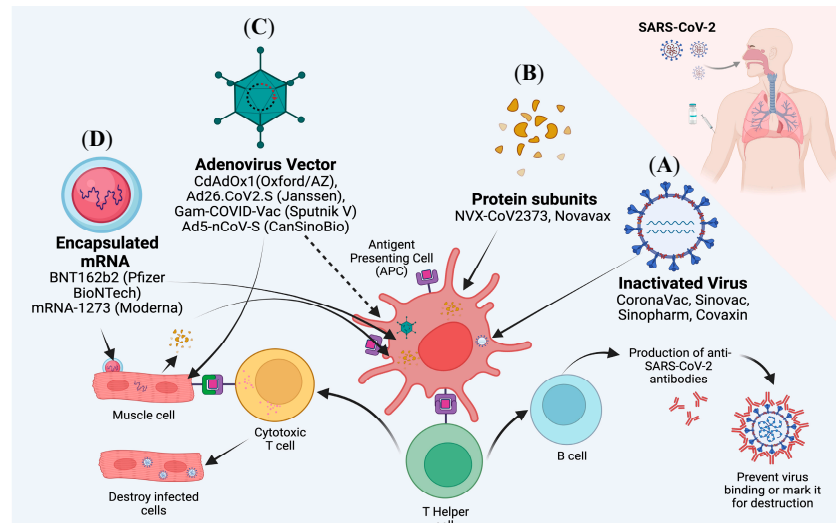 (C)
SARS-CoV-2
(B)
(D)
Adenovirus Vector
CdAdOx1(Oxford/AZ),
Ad26.CoV2.S (Janssen),
Gam-COVID-Vac (Sputnik V)
Ad5-nCoV-S (CanSinoBio)
(A)
Protein subunits
NVX-CoV2373, Novavax
Encapsulated
mRNA
BNT162b2 (Pfizer
BioNTech)
mRNA-1273 (Moderna)
Antigent
Presenting Cell
(APC)
Inactivated Virus
CoronaVac, Sinovac,
Sinopharm, Covaxin
Production of anti-
SARS-CoV-2
antibodies
Muscle cell
Cytotoxic
T cell
B cell
Destroy infected
cells
T Helper
Prevent virus
binding or mark it
for destruction